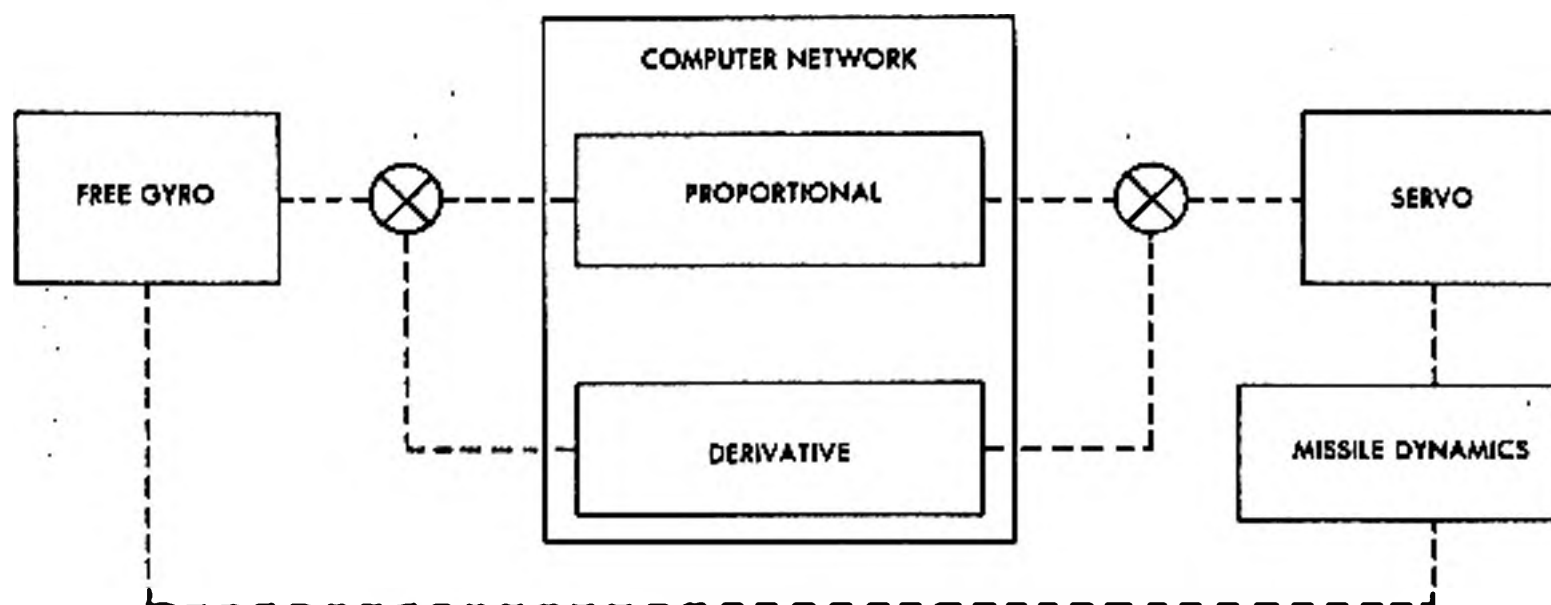 COMPUTER NETWORK
FREE GYRO
PROPORTIONAL
SERVO
DERIVATIVE
MISSILE DYNAMICS